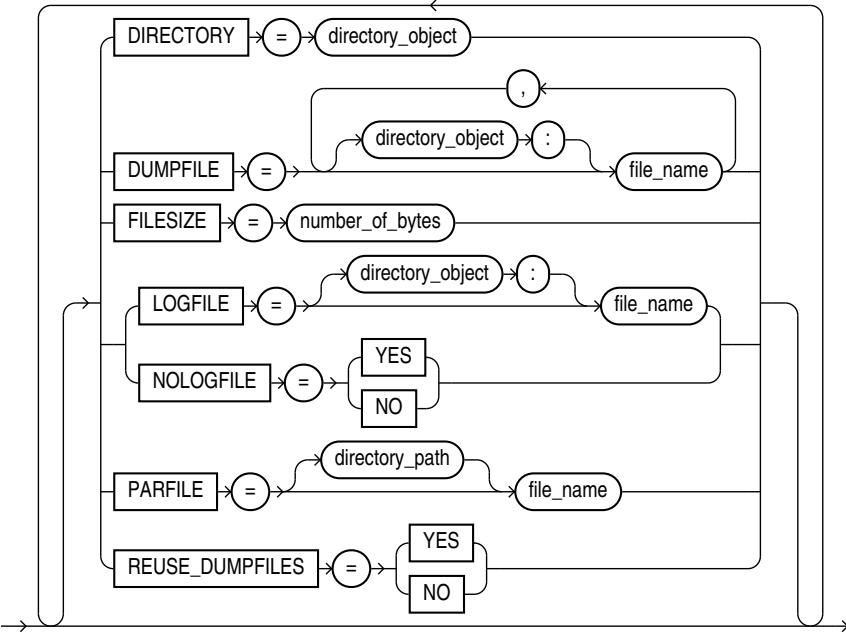 DIRECTORY = directory_object
,
directory_object :
DUMPFILE = file_name
FILESIZE = number_of_bytes
directory_object :
LOGFILE = file_name
YES
NOLOGFILE =
NO
directory_path
PARFILE = file_name
YES
REUSE_DUMPFILES =
NO